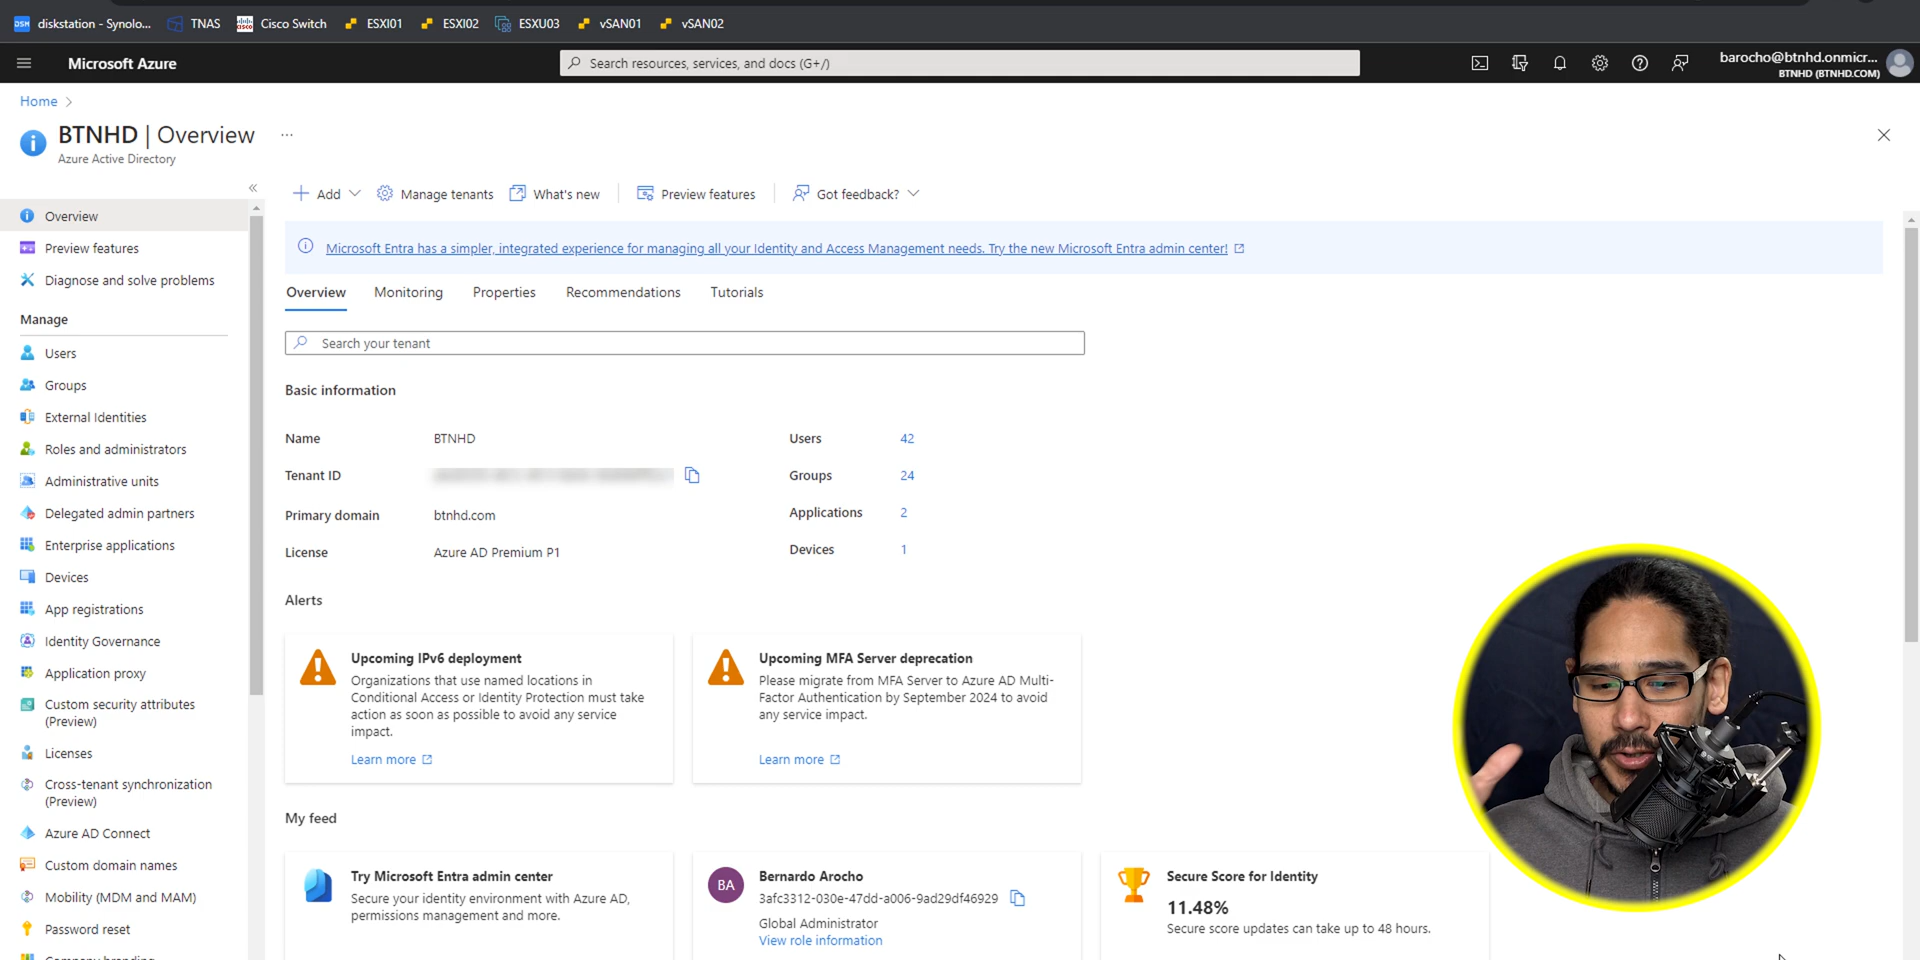 diskstation - Synolo...
TNAS
Cisco Switch
ESXI01
ESXI02
ESXU03
vSAN01
vSAN02
Microsoft Azure
Search resources, services, and docs (G+/)
barocho@btnhd.onmicr...
BTNHD (BTNHD.COM)
Home
BTNHD | Overview
...
Azure Active Directory
Add
Manage tenants
What's new
Preview features
Got feedback?
Overview
Preview features
Diagnose and solve problems
Manage
Users
Groups
External Identities
Roles and administrators
Administrative units
Delegated admin partners
Enterprise applications
Devices
App registrations
Identity Governance
Application proxy
Custom security attributes
(Preview)
Licenses
Cross-tenant synchronization
(Preview)
Azure AD Connect
Custom domain names
Mobility (MDM and MAM)
Password reset
Company branding
Microsoft Entra has a simpler, integrated experience for managing all your Identity and Access Management needs. Try the new Microsoft Entra admin center!
Overview
Monitoring
Properties
Recommendations
Tutorials
Search your tenant
Basic information
Name
BTNHD
Users
42
Tenant ID
Groups
24
Primary domain
btnhd.com
Applications
2
License
Azure AD Premium P1
Devices
1
Alerts
Upcoming IPv6 deployment
Organizations that use named locations in
Conditional Access or Identity Protection must take
action as soon as possible to avoid any service
impact.
Learn more
Upcoming MFA Server deprecation
Please migrate from MFA Server to Azure AD Multi-
Factor Authentication by September 2024 to avoid
any service impact.
Learn more
My feed
Try Microsoft Entra admin center
Secure your identity environment with Azure AD,
permissions management and more.
BA
Bernardo Arocho
3afc3312-030e-47dd-a006-9ad29df46929
Global Administrator
View role information
Secure Score for Identity
11.48%
Secure score updates can take up to 48 hours.